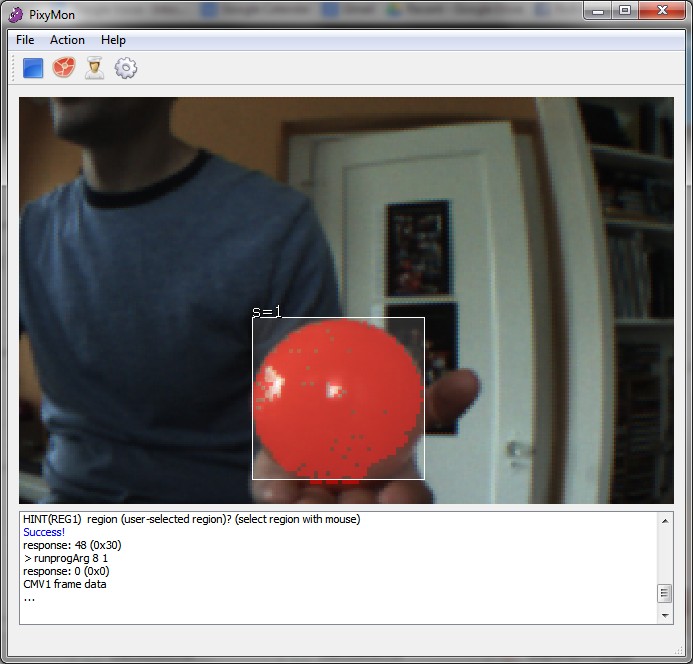 PixyMon
File Action Help
s=1
HINT(REG1) region (user-selected region)? (select region with mouse)
Success!
response: 48 (0x30)
> runprogArg 8 1
response: 0 (0x0)
CMV1 frame data
...